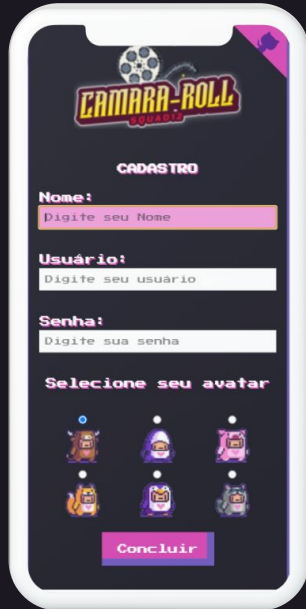 CAMARA-ROLL
SQUAD12
CADASTRO
Nome:
Digite seu Nome
Usuário:
Digite seu usuário
Senha:
Digite sua senha
Selecione seu avatar
Concluir